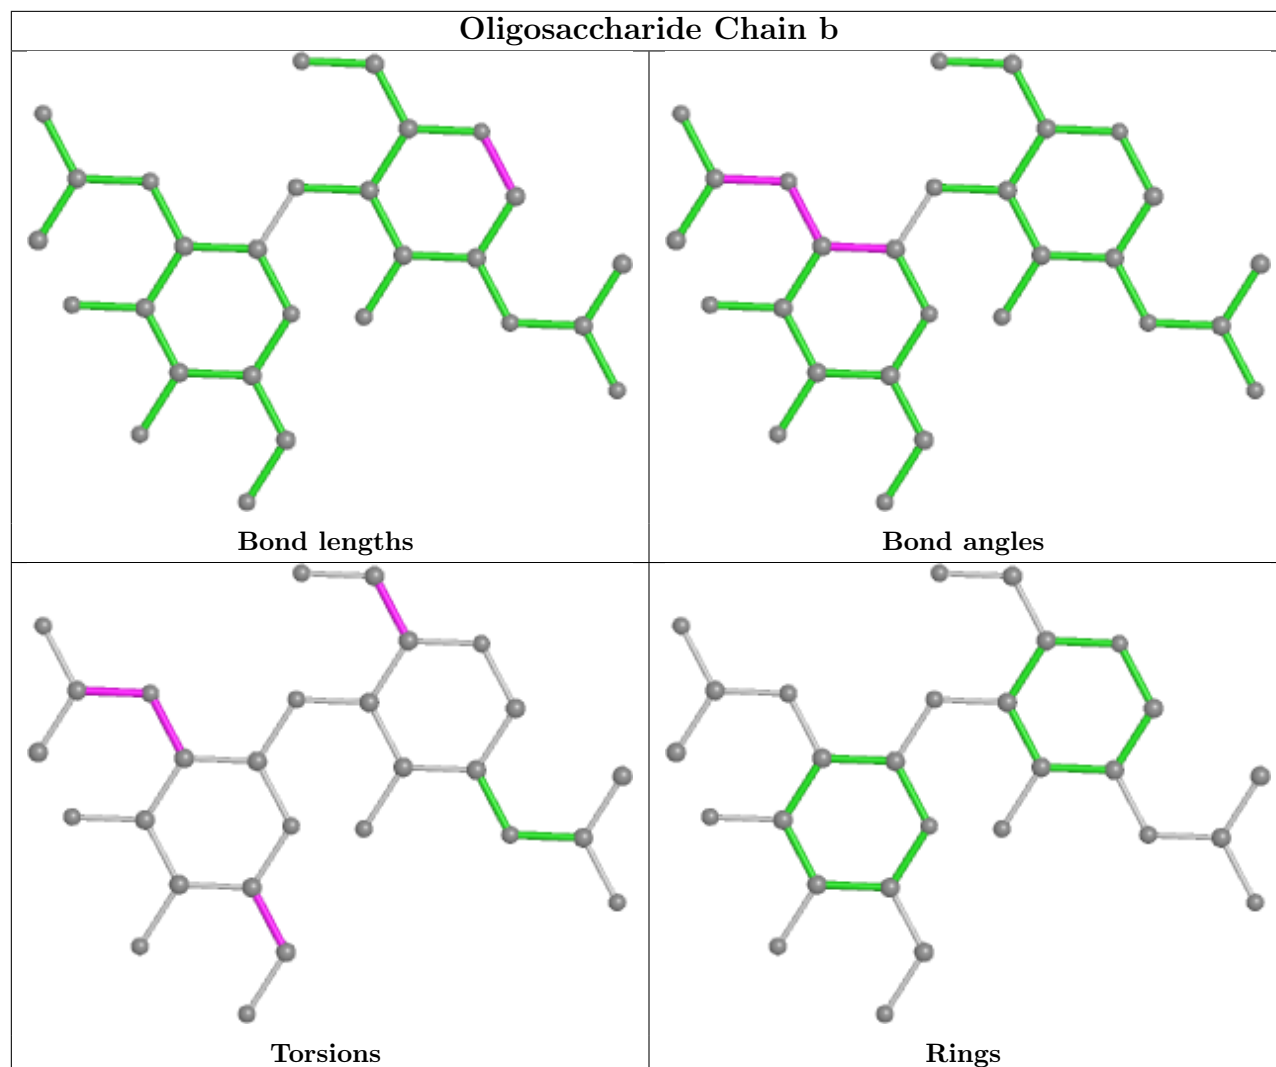 Oligosaccharide Chain b
Bond lengths
Bond angles
Torsions
Rings